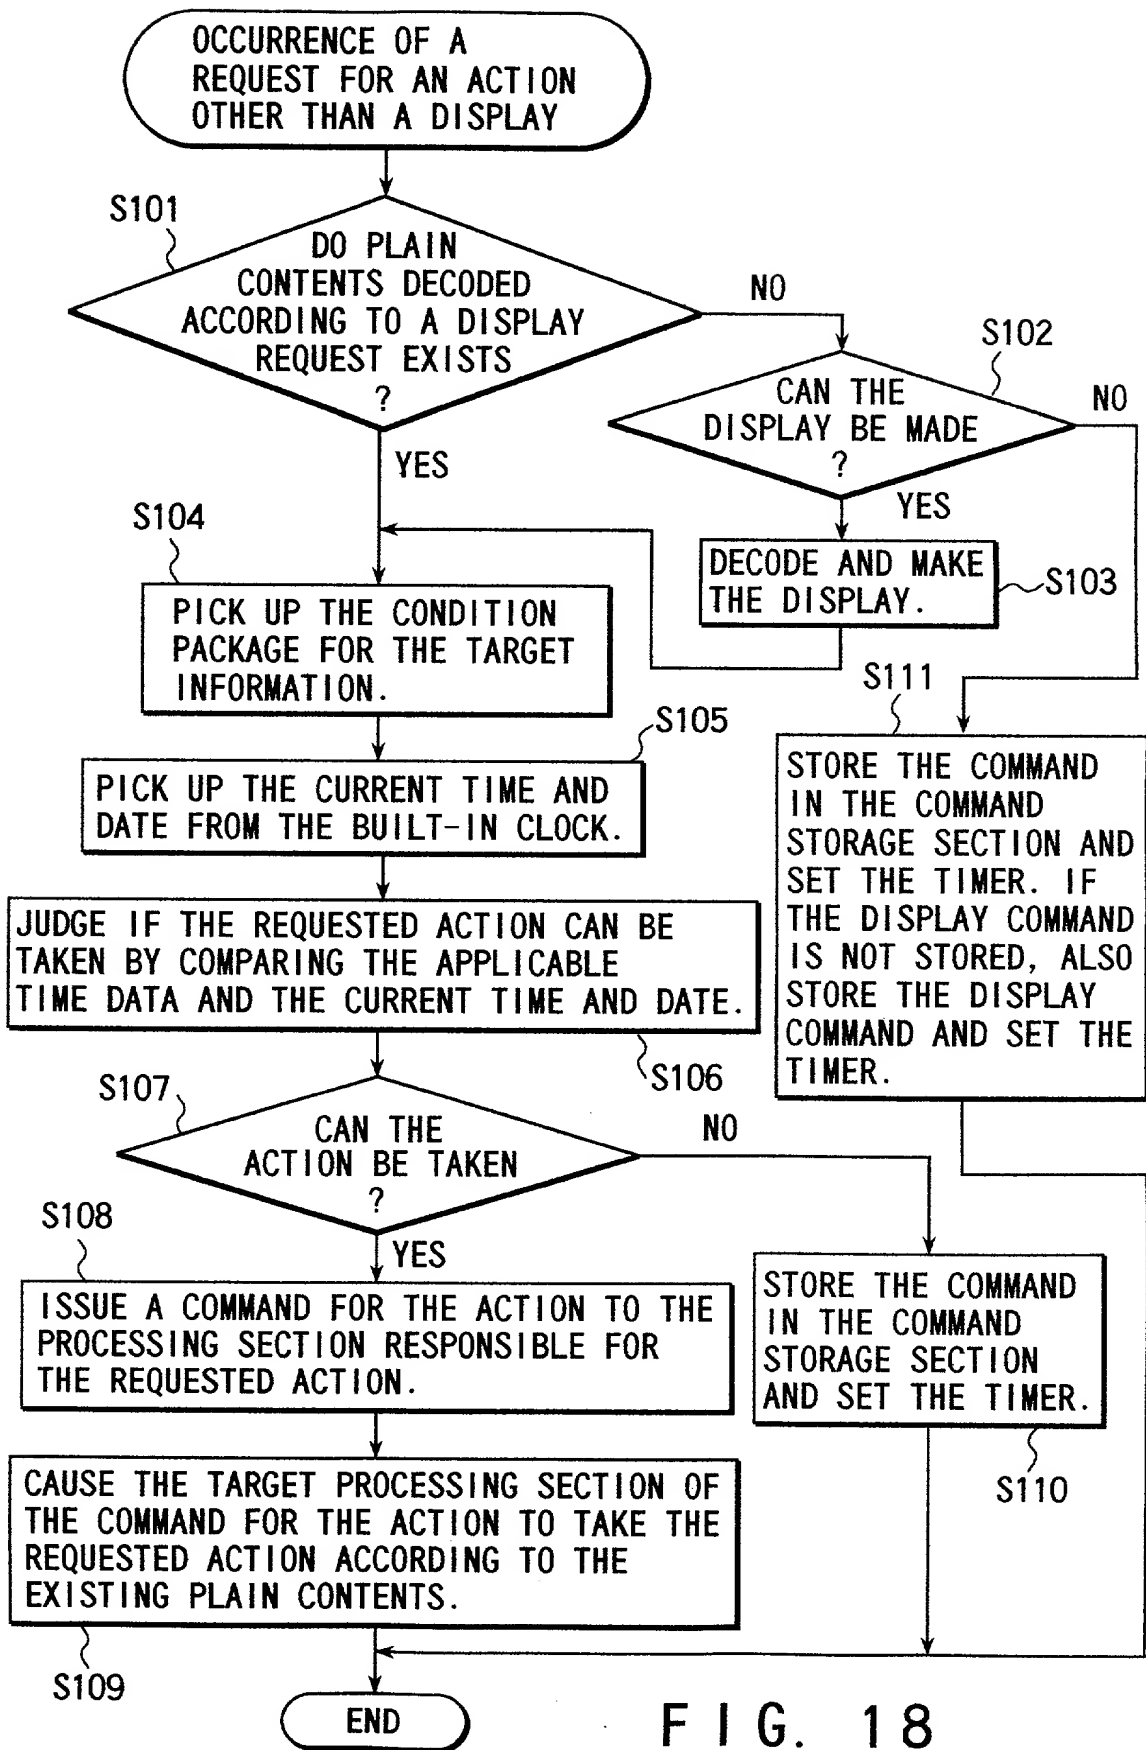 OCCURRENCE OF A
REQUEST FOR AN ACTION
OTHER THAN A DISPLAY
S101
DO PLAIN
CONTENTS DECODED
ACCORDING TO A DISPLAY
REQUEST EXISTS
?
NO
YES
S102
CAN THE
DISPLAY BE MADE
?
NO
YES
DECODE AND MAKE
THE DISPLAY.
S103
S104
PICK UP THE CONDITION
PACKAGE FOR THE TARGET
INFORMATION.
S105
PICK UP THE CURRENT TIME AND
DATE FROM THE BUILT-IN CLOCK.
S111
STORE THE COMMAND
IN THE COMMAND
STORAGE SECTION AND
SET THE TIMER. IF
THE DISPLAY COMMAND
IS NOT STORED, ALSO
STORE THE DISPLAY
COMMAND AND SET THE
TIMER.
JUDGE IF THE REQUESTED ACTION CAN BE
TAKEN BY COMPARING THE APPLICABLE
TIME DATA AND THE CURRENT TIME AND DATE.
S106
S107
CAN THE
ACTION BE TAKEN
?
NO
YES
S108
ISSUE A COMMAND FOR THE ACTION TO THE
PROCESSING SECTION RESPONSIBLE FOR
THE REQUESTED ACTION.
STORE THE COMMAND
IN THE COMMAND
STORAGE SECTION
AND SET THE TIMER.
S110
CAUSE THE TARGET PROCESSING SECTION OF
THE COMMAND FOR THE ACTION TO TAKE THE
REQUESTED ACTION ACCORDING TO THE
EXISTING PLAIN CONTENTS.
S109
END
FIG. 18